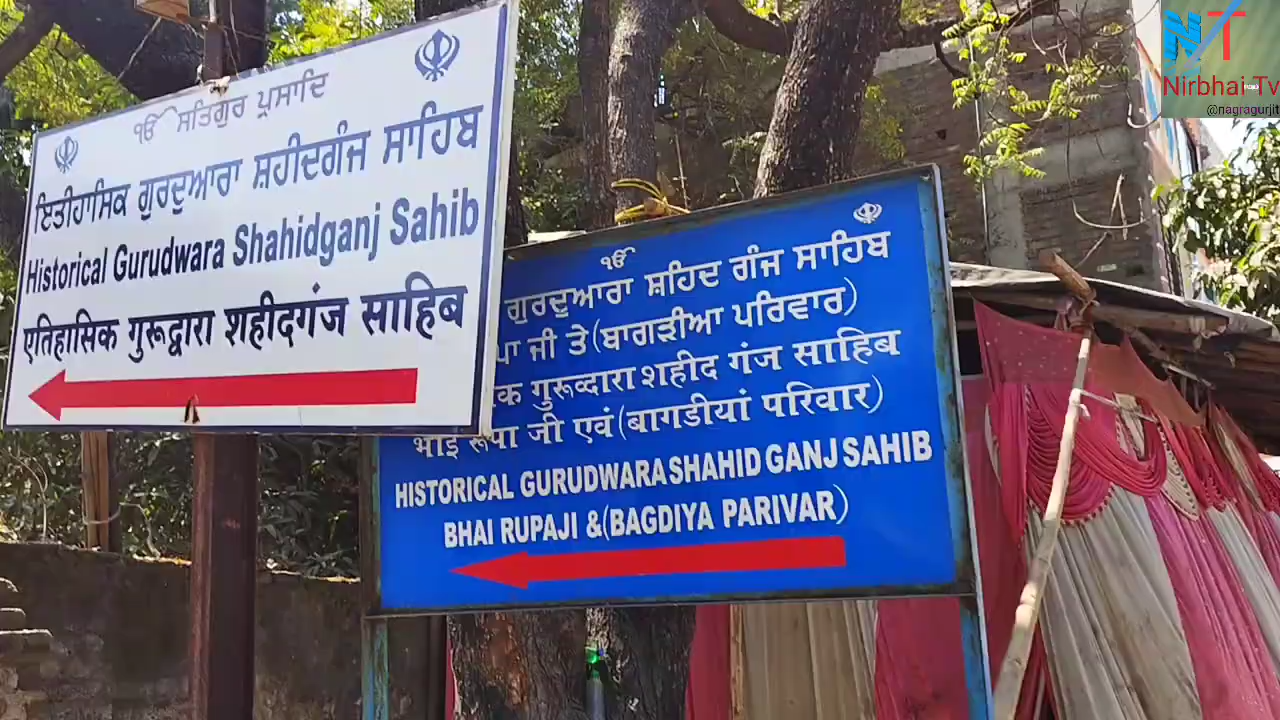 ੴ ਸਤਿਗੁਰ ਪ੍ਰਸਾਦਿ
ਇਤੀਹਾਸਿਕ ਗੁਰਦੁਆਰਾ ਸ਼ਹੀਦਗੰਜ ਸਾਹਿਬ
Historical Gurudwara Shahidganj Sahib
एतिहासिक गुरूद्वारा शहीदगंज साहिब
ੴ
ਗੁਰਦੁਆਰਾ ਸ਼ਹਿਦ ਗੰਜ ਸਾਹਿਬ
ਪਾ ਜੀ ਤੇ (ਬਾਗੜੀਆ ਪਰਿਵਾਰ)
क गुरूव्दारा शहीद गंज साहिब
भाई रूपा जी एवं (बागडीयां परिवार)
HISTORICAL GURUDWARA SHAHID GANJ SAHIB
BHAI RUPAJI & (BAGDIYA PARIVAR)
NT
Nirbhai Tv
@nagragurjit